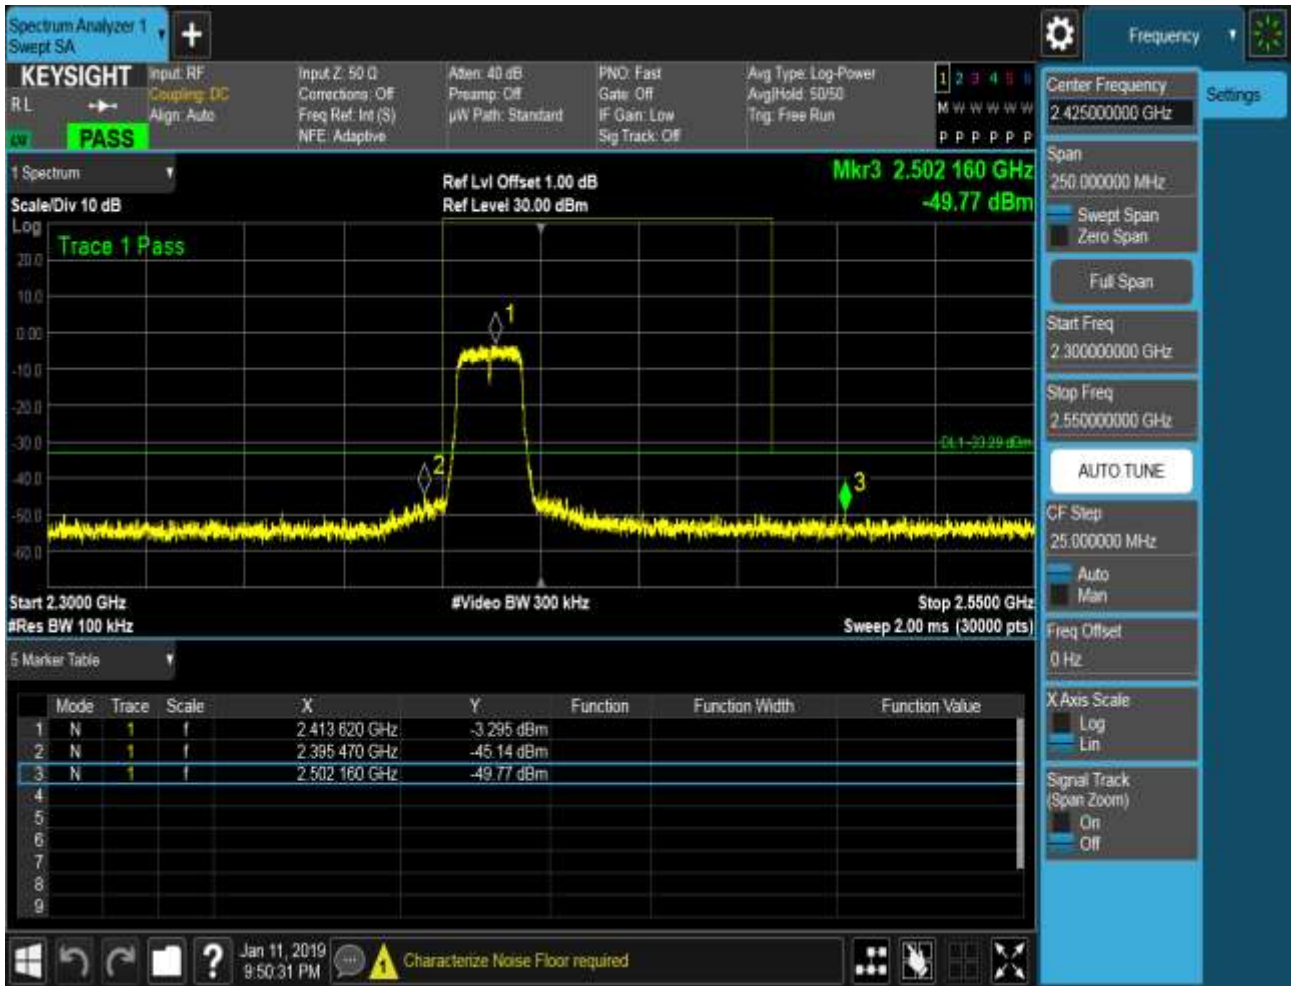 Spectrum Analyzer 1
Swept SA
+
Frequency
KEYSIGHT
RL
PASS
Input: RF
Coupling: DC
Align: Auto
Input Z: 50 Ω
Corrections: Off
Freq Ref: Int (S)
NFE: Adaptive
Atten: 40 dB
Preamp: Off
µW Path: Standard
PNO: Fast
Gate: Off
IF Gain: Low
Sig Track: Off
Avg Type: Log-Power
Avg|Hold: 50/50
Trig: Free Run
1 2 3 4 5 6
M W W W W W
P P P P P P
1 Spectrum
Scale/Div 10 dB
Ref Lvl Offset 1.00 dB
Ref Level 30.00 dBm
Mkr3 2.502 160 GHz
-49.77 dBm
Log
Trace 1 Pass
20.0
10.0
0.00
-10.0
-20.0
-30.0
-40.0
-50.0
-60.0
1
2
3
DL1 -33.29 dBm
Start 2.3000 GHz
#Video BW 300 kHz
Stop 2.5500 GHz
#Res BW 100 kHz
Sweep 2.00 ms (30000 pts)
5 Marker Table
Mode Trace Scale X Y Function Function Width Function Value
1 N 1 f 2.413 620 GHz -3.295 dBm
2 N 1 f 2.395 470 GHz -45.14 dBm
3 N 1 f 2.502 160 GHz -49.77 dBm
4
5
6
7
8
9
Settings
Center Frequency
2.425000000 GHz
Span
250.000000 MHz
Swept Span
Zero Span
Full Span
Start Freq
2.300000000 GHz
Stop Freq
2.550000000 GHz
AUTO TUNE
CF Step
25.000000 MHz
Auto
Man
Freq Offset
0 Hz
X Axis Scale
Log
Lin
Signal Track
(Span Zoom)
On
Off
?
Jan 11, 2019
9:50:31 PM
1
Characterize Noise Floor required